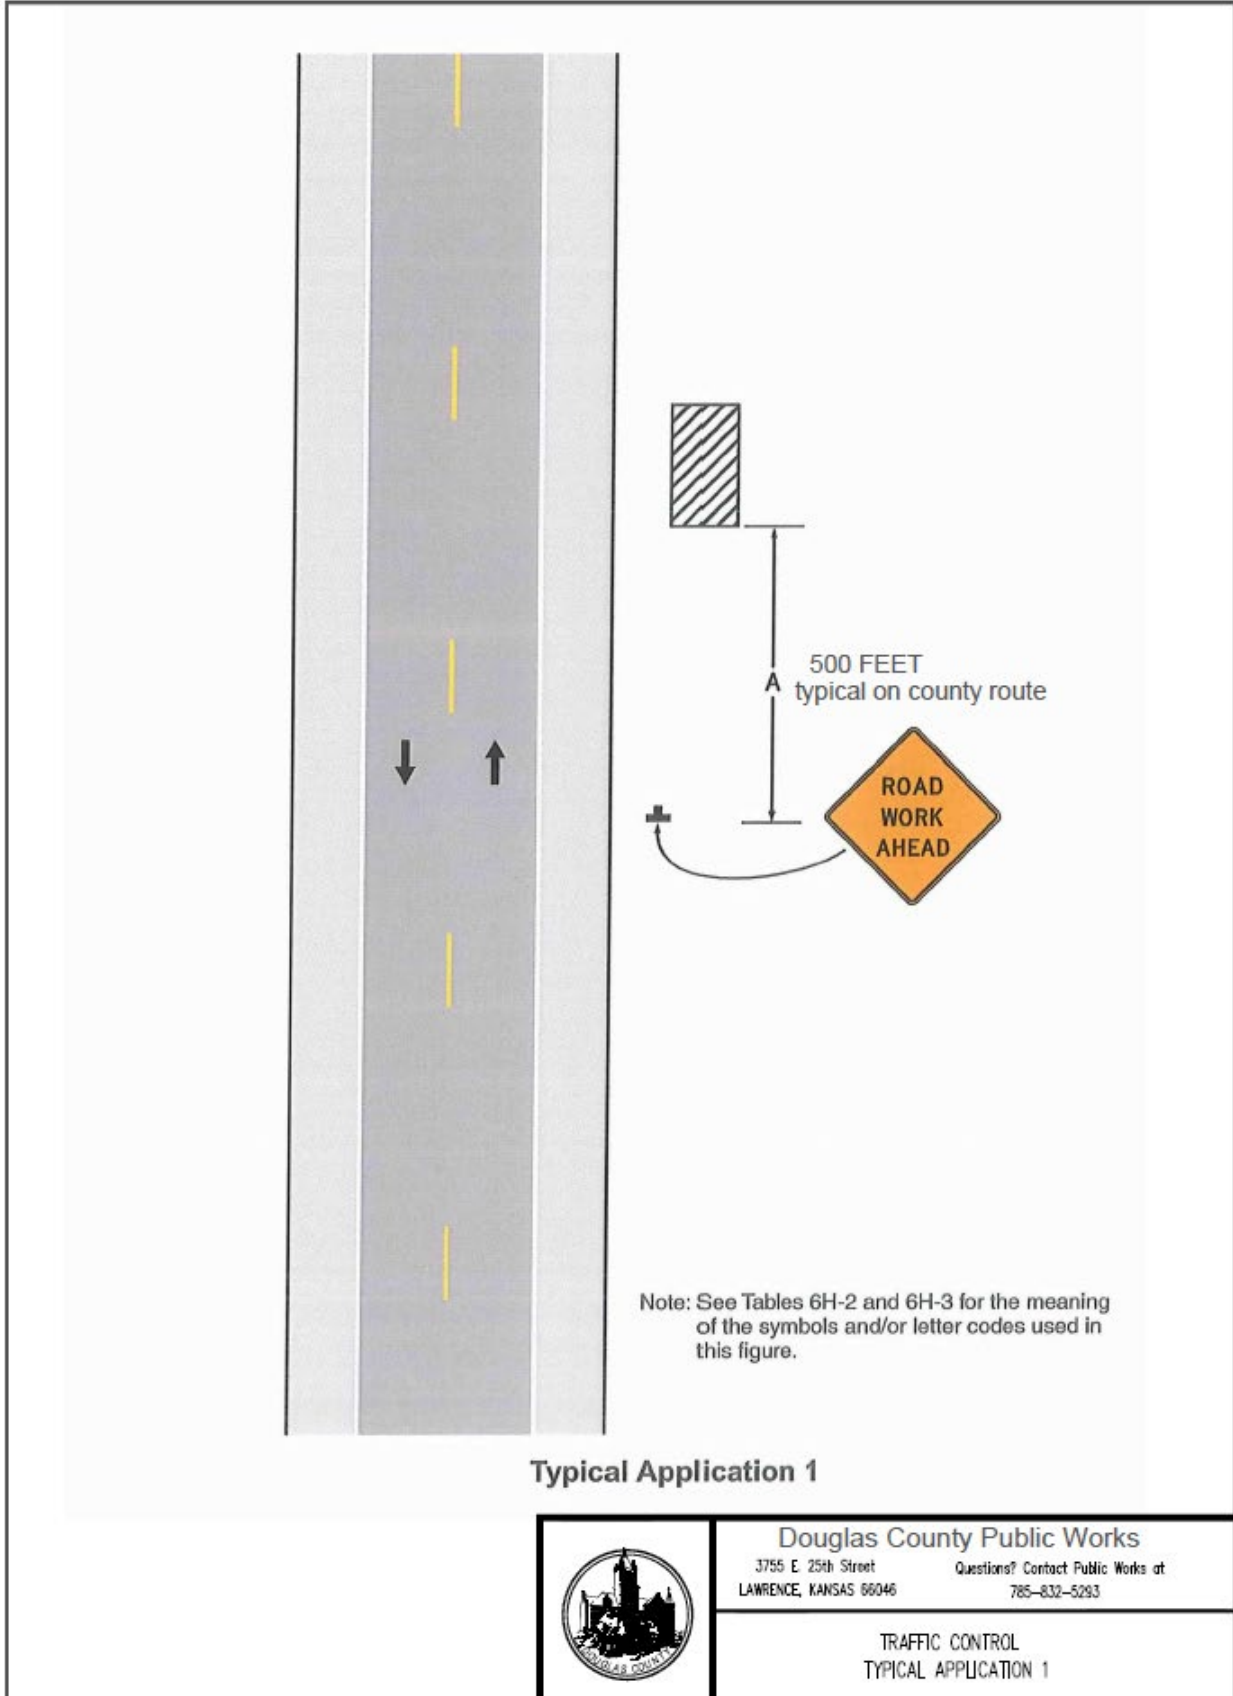 500 FEET
A
typical on county route
ROAD
WORK
AHEAD
Note: See Tables 6H-2 and 6H-3 for the meaning
of the symbols and/or letter codes used in
this figure.
Typical Application 1
Douglas County Public Works
3755 E. 25th Street
LAWRENCE, KANSAS 66046
Questions? Contact Public Works at
785-832-5293
DOUGLAS COUNTY
TRAFFIC CONTROL
TYPICAL APPLICATION 1